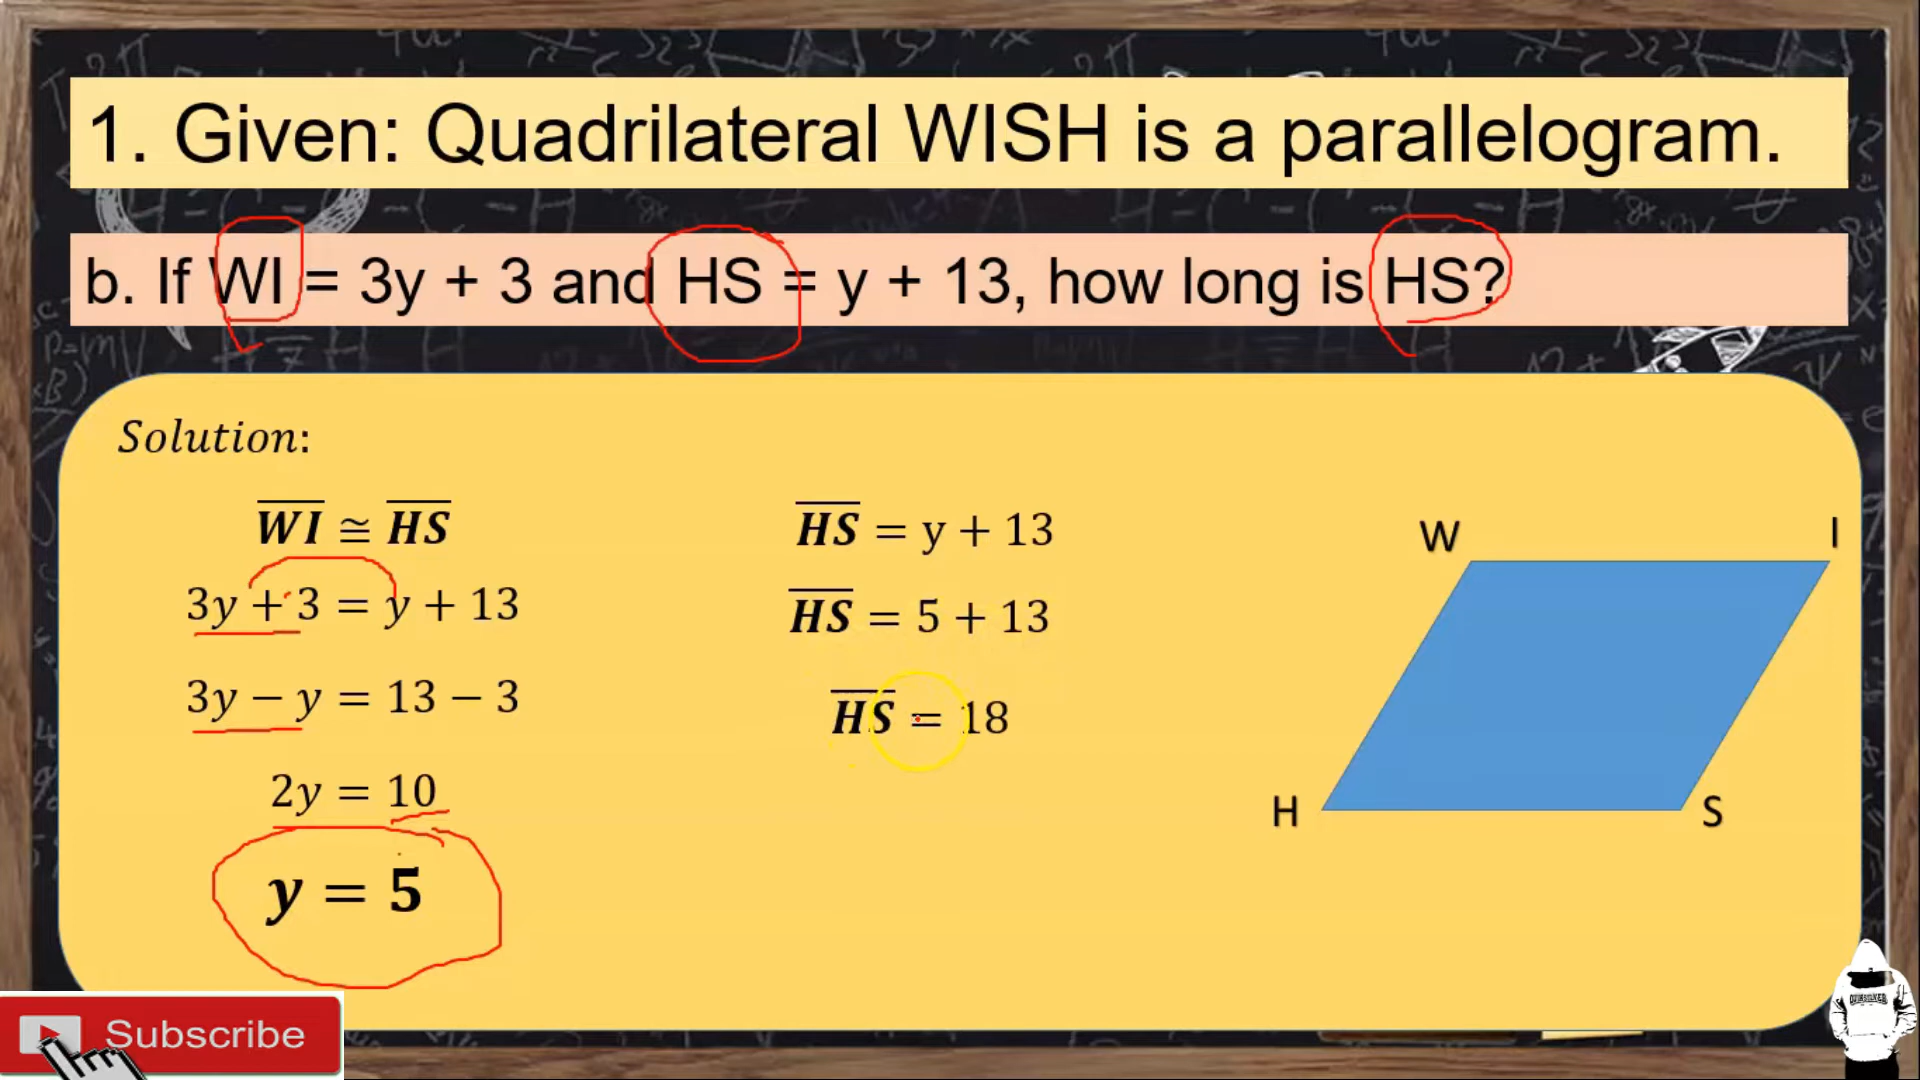 1. Given: Quadrilateral WISH is a parallelogram.
b. If WI = 3y + 3 and HS = y + 13, how long is HS?
Solution:
WI ≅ HS
3y + 3 = y + 13
3y − y = 13 − 3
2y = 10
y = 5
HS = y + 13
HS = 5 + 13
HS = 18
W
I
H
S
Subscribe
QUIKSILVER